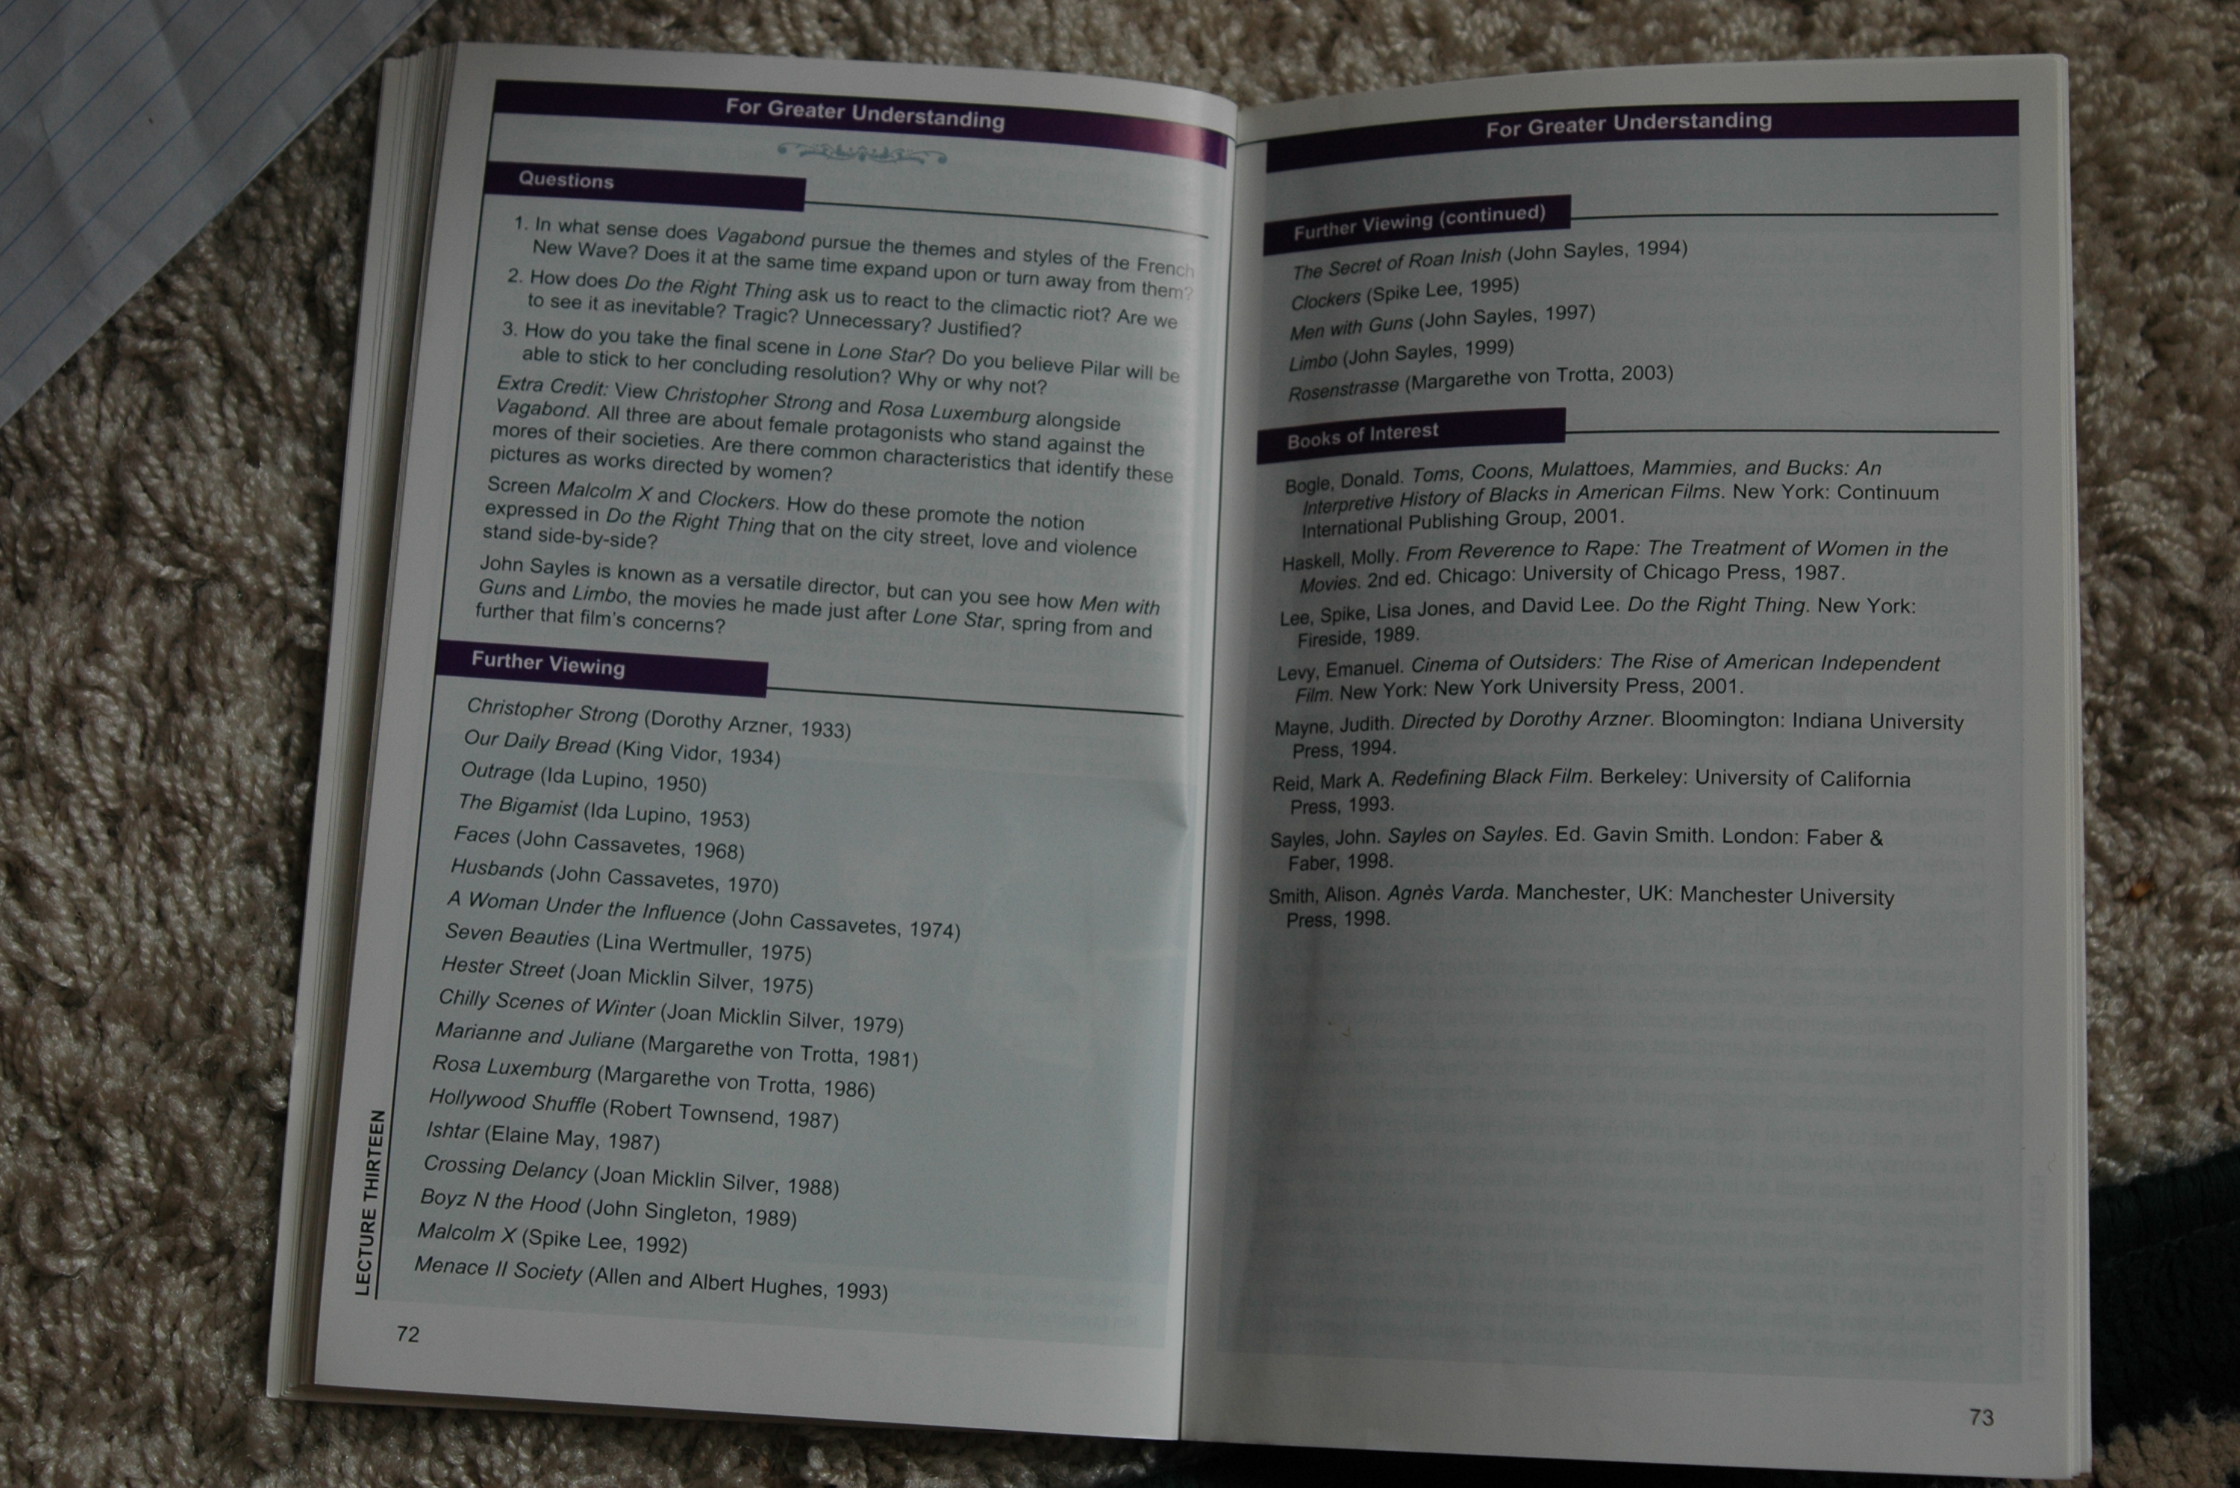 For Greater Understanding
Questions
1. In what sense does Vagabond pursue the themes and styles of the French
New Wave? Does it at the same time expand upon or turn away from them?
2. How does Do the Right Thing ask us to react to the climactic riot? Are we
to see it as inevitable? Tragic? Unnecessary? Justified?
3. How do you take the final scene in Lone Star? Do you believe Pilar will be
able to stick to her concluding resolution? Why or why not?
Extra Credit: View Christopher Strong and Rosa Luxemburg alongside
Vagabond. All three are about female protagonists who stand against the
mores of their societies. Are there common characteristics that identify these
pictures as works directed by women?
Screen Malcolm X and Clockers. How do these promote the notion
expressed in Do the Right Thing that on the city street, love and violence
stand side-by-side?
John Sayles is known as a versatile director, but can you see how Men with
Guns and Limbo, the movies he made just after Lone Star, spring from and
further that film's concerns?
Further Viewing
Christopher Strong (Dorothy Arzner, 1933)
Our Daily Bread (King Vidor, 1934)
Outrage (Ida Lupino, 1950)
The Bigamist (Ida Lupino, 1953)
Faces (John Cassavetes, 1968)
Husbands (John Cassavetes, 1970)
A Woman Under the Influence (John Cassavetes, 1974)
Seven Beauties (Lina Wertmuller, 1975)
Hester Street (Joan Micklin Silver, 1975)
Chilly Scenes of Winter (Joan Micklin Silver, 1979)
Marianne and Juliane (Margarethe von Trotta, 1981)
Rosa Luxemburg (Margarethe von Trotta, 1986)
Hollywood Shuffle (Robert Townsend, 1987)
Ishtar (Elaine May, 1987)
Crossing Delancy (Joan Micklin Silver, 1988)
Boyz N the Hood (John Singleton, 1989)
Malcolm X (Spike Lee, 1992)
Menace II Society (Allen and Albert Hughes, 1993)
LECTURE THIRTEEN
72
For Greater Understanding
Further Viewing (continued)
The Secret of Roan Inish (John Sayles, 1994)
Clockers (Spike Lee, 1995)
Men with Guns (John Sayles, 1997)
Limbo (John Sayles, 1999)
Rosenstrasse (Margarethe von Trotta, 2003)
Books of Interest
Bogle, Donald. Toms, Coons, Mulattoes, Mammies, and Bucks: An
Interpretive History of Blacks in American Films. New York: Continuum
International Publishing Group, 2001.
Haskell, Molly. From Reverence to Rape: The Treatment of Women in the
Movies. 2nd ed. Chicago: University of Chicago Press, 1987.
Lee, Spike, Lisa Jones, and David Lee. Do the Right Thing. New York:
Fireside, 1989.
Levy, Emanuel. Cinema of Outsiders: The Rise of American Independent
Film. New York: New York University Press, 2001.
Mayne, Judith. Directed by Dorothy Arzner. Bloomington: Indiana University
Press, 1994.
Reid, Mark A. Redefining Black Film. Berkeley: University of California
Press, 1993.
Sayles, John. Sayles on Sayles. Ed. Gavin Smith. London: Faber &
Faber, 1998.
Smith, Alison. Agnès Varda. Manchester, UK: Manchester University
Press, 1998.
73